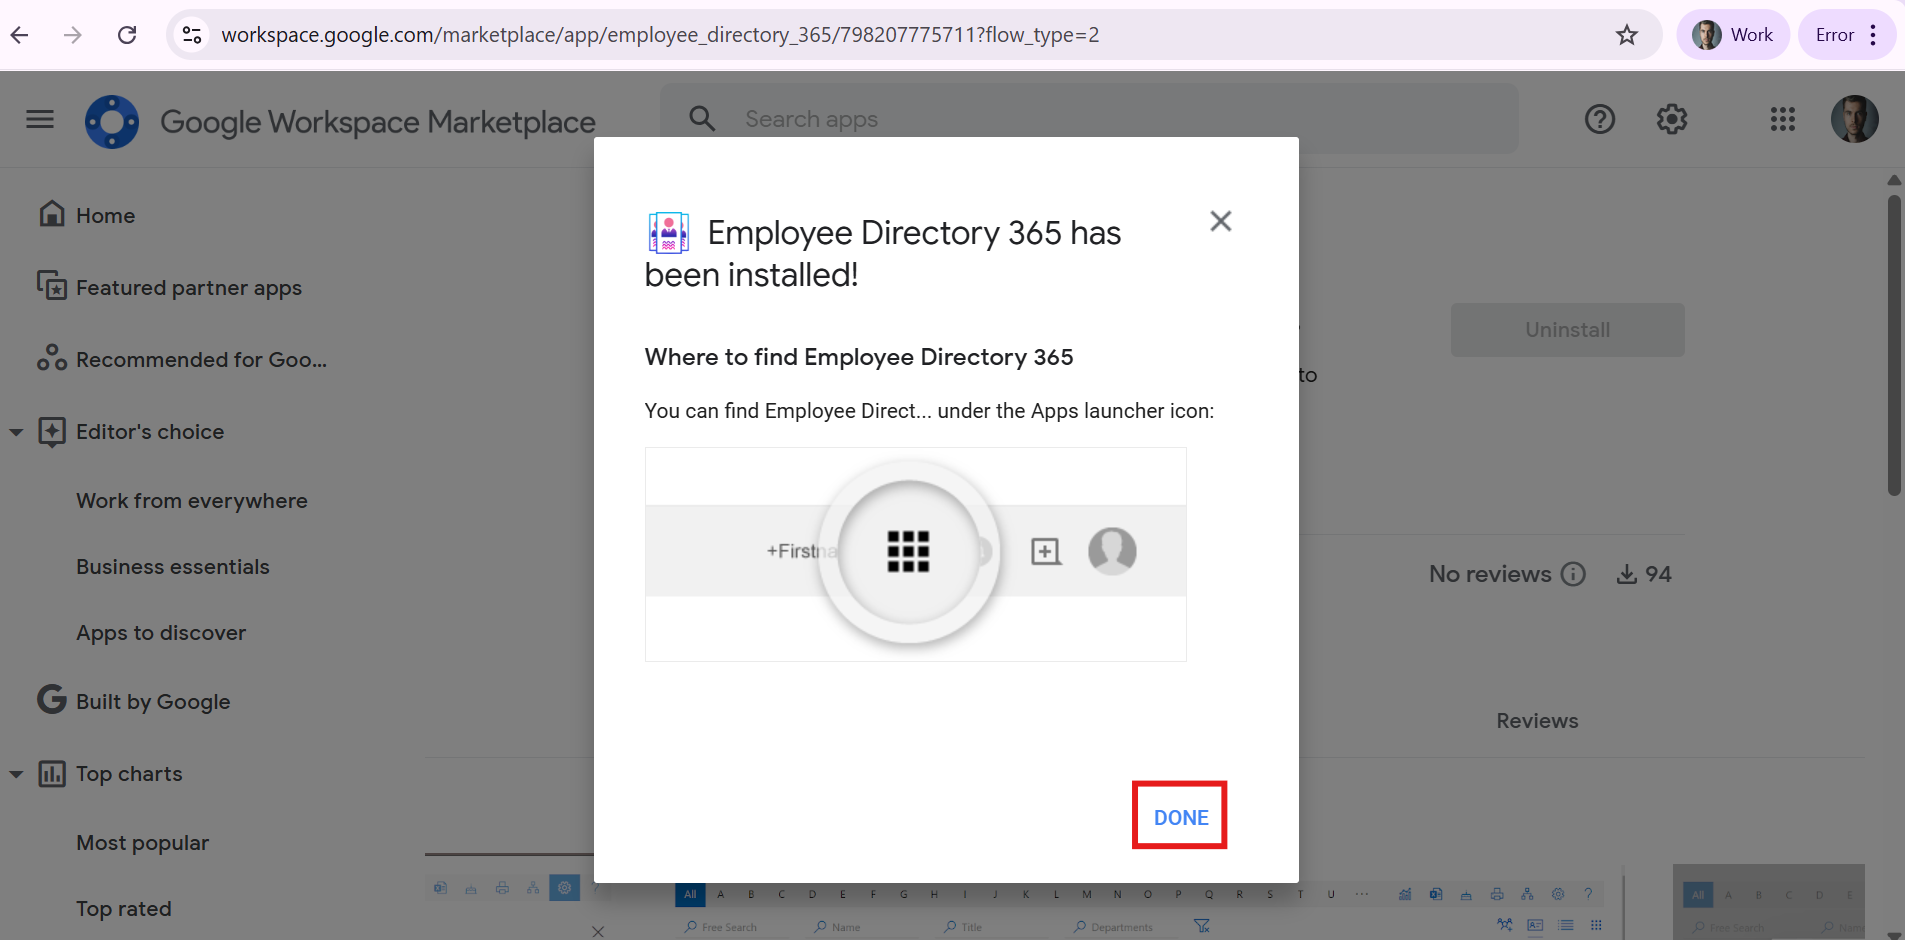 workspace.google.com/marketplace/app/employee_directory_365/798207775711?flow_type=2
Work
Error
Google Workspace Marketplace
Search apps
Home
Featured partner apps
Recommended for Goo...
Editor's choice
Work from everywhere
Business essentials
Apps to discover
Built by Google
Top charts
Most popular
Top rated
Employee Directory 365 has
been installed!
Where to find Employee Directory 365
You can find Employee Direct... under the Apps launcher icon:
+Firstna
DONE
Uninstall
to
No reviews
94
Reviews
All A B C D E F G H I J K L M N O P Q R S T U ...
Free Search Name Title Departments
All A B C D E
Free Search Name